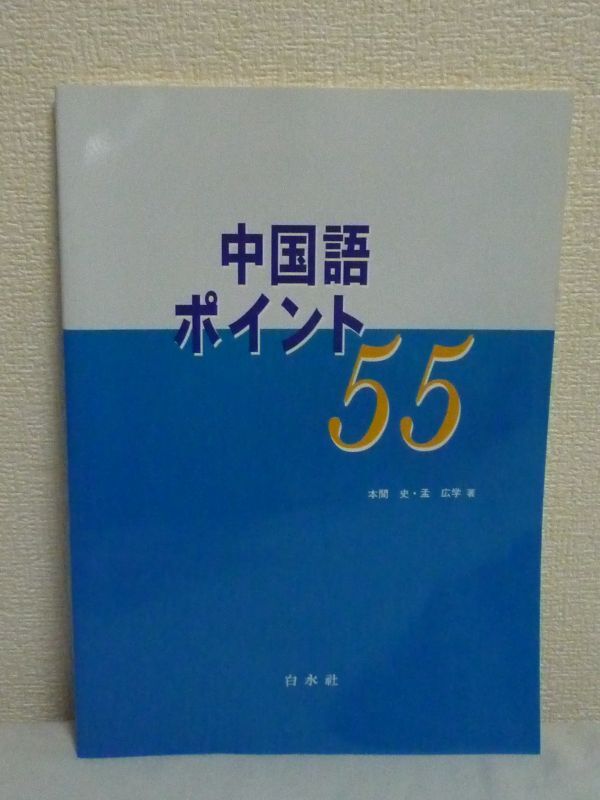 中国語
ポイント
55
本間 史・孟 広学 著
白水社